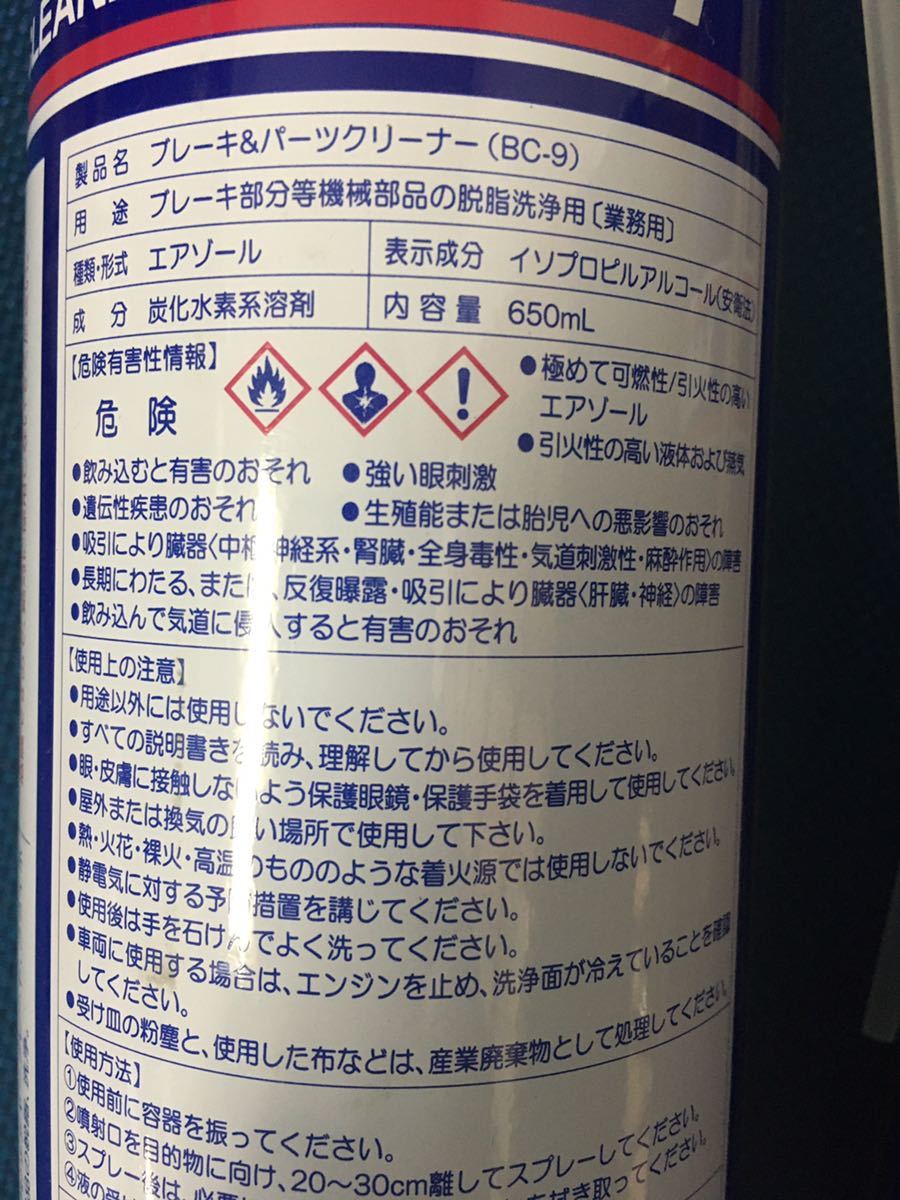 CLEAN
製品名 ブレーキ&パーツクリーナー(BC-9)
用途 ブレーキ部分等機械部品の脱脂洗浄用〔業務用〕
種類・形式 エアゾール 表示成分 イソプロピルアルコール(安衛法)
成分 炭化水素系溶剤 内容量 650mL
【危険有害性情報】
危険
●極めて可燃性/引火性の高い
エアゾール
●引火性の高い液体および蒸気
●飲み込むと有害のおそれ ●強い眼刺激
●遺伝性疾患のおそれ ●生殖能または胎児への悪影響のおそれ
●吸引により臓器〈中枢神経系・腎臓・全身毒性・気道刺激性・麻酔作用〉の障害
●長期にわたる、または、反復曝露・吸引により臓器〈肝臓・神経〉の障害
●飲み込んで気道に侵入すると有害のおそれ
【使用上の注意】
●用途以外には使用しないでください。
●すべての説明書きを読み、理解してから使用してください。
●眼・皮膚に接触しないよう保護眼鏡・保護手袋を着用して使用してください。
●屋外または換気の良い場所で使用して下さい。
●熱・火花・裸火・高温のもののような着火源では使用しないでください。
●静電気に対する予防措置を講じてください。
●使用後は手を石けんでよく洗ってください。
●車両に使用する場合は、エンジンを止め、洗浄面が冷えていることを確認
してください。
●受け皿の粉塵と、使用した布などは、産業廃棄物として処理してください。
【使用方法】
①使用前に容器を振ってください。
②噴射口を目的物に向け、20〜30cm離してスプレーしてください。
③スプレー後は、必要に
拭き取ってください。
④液の受け